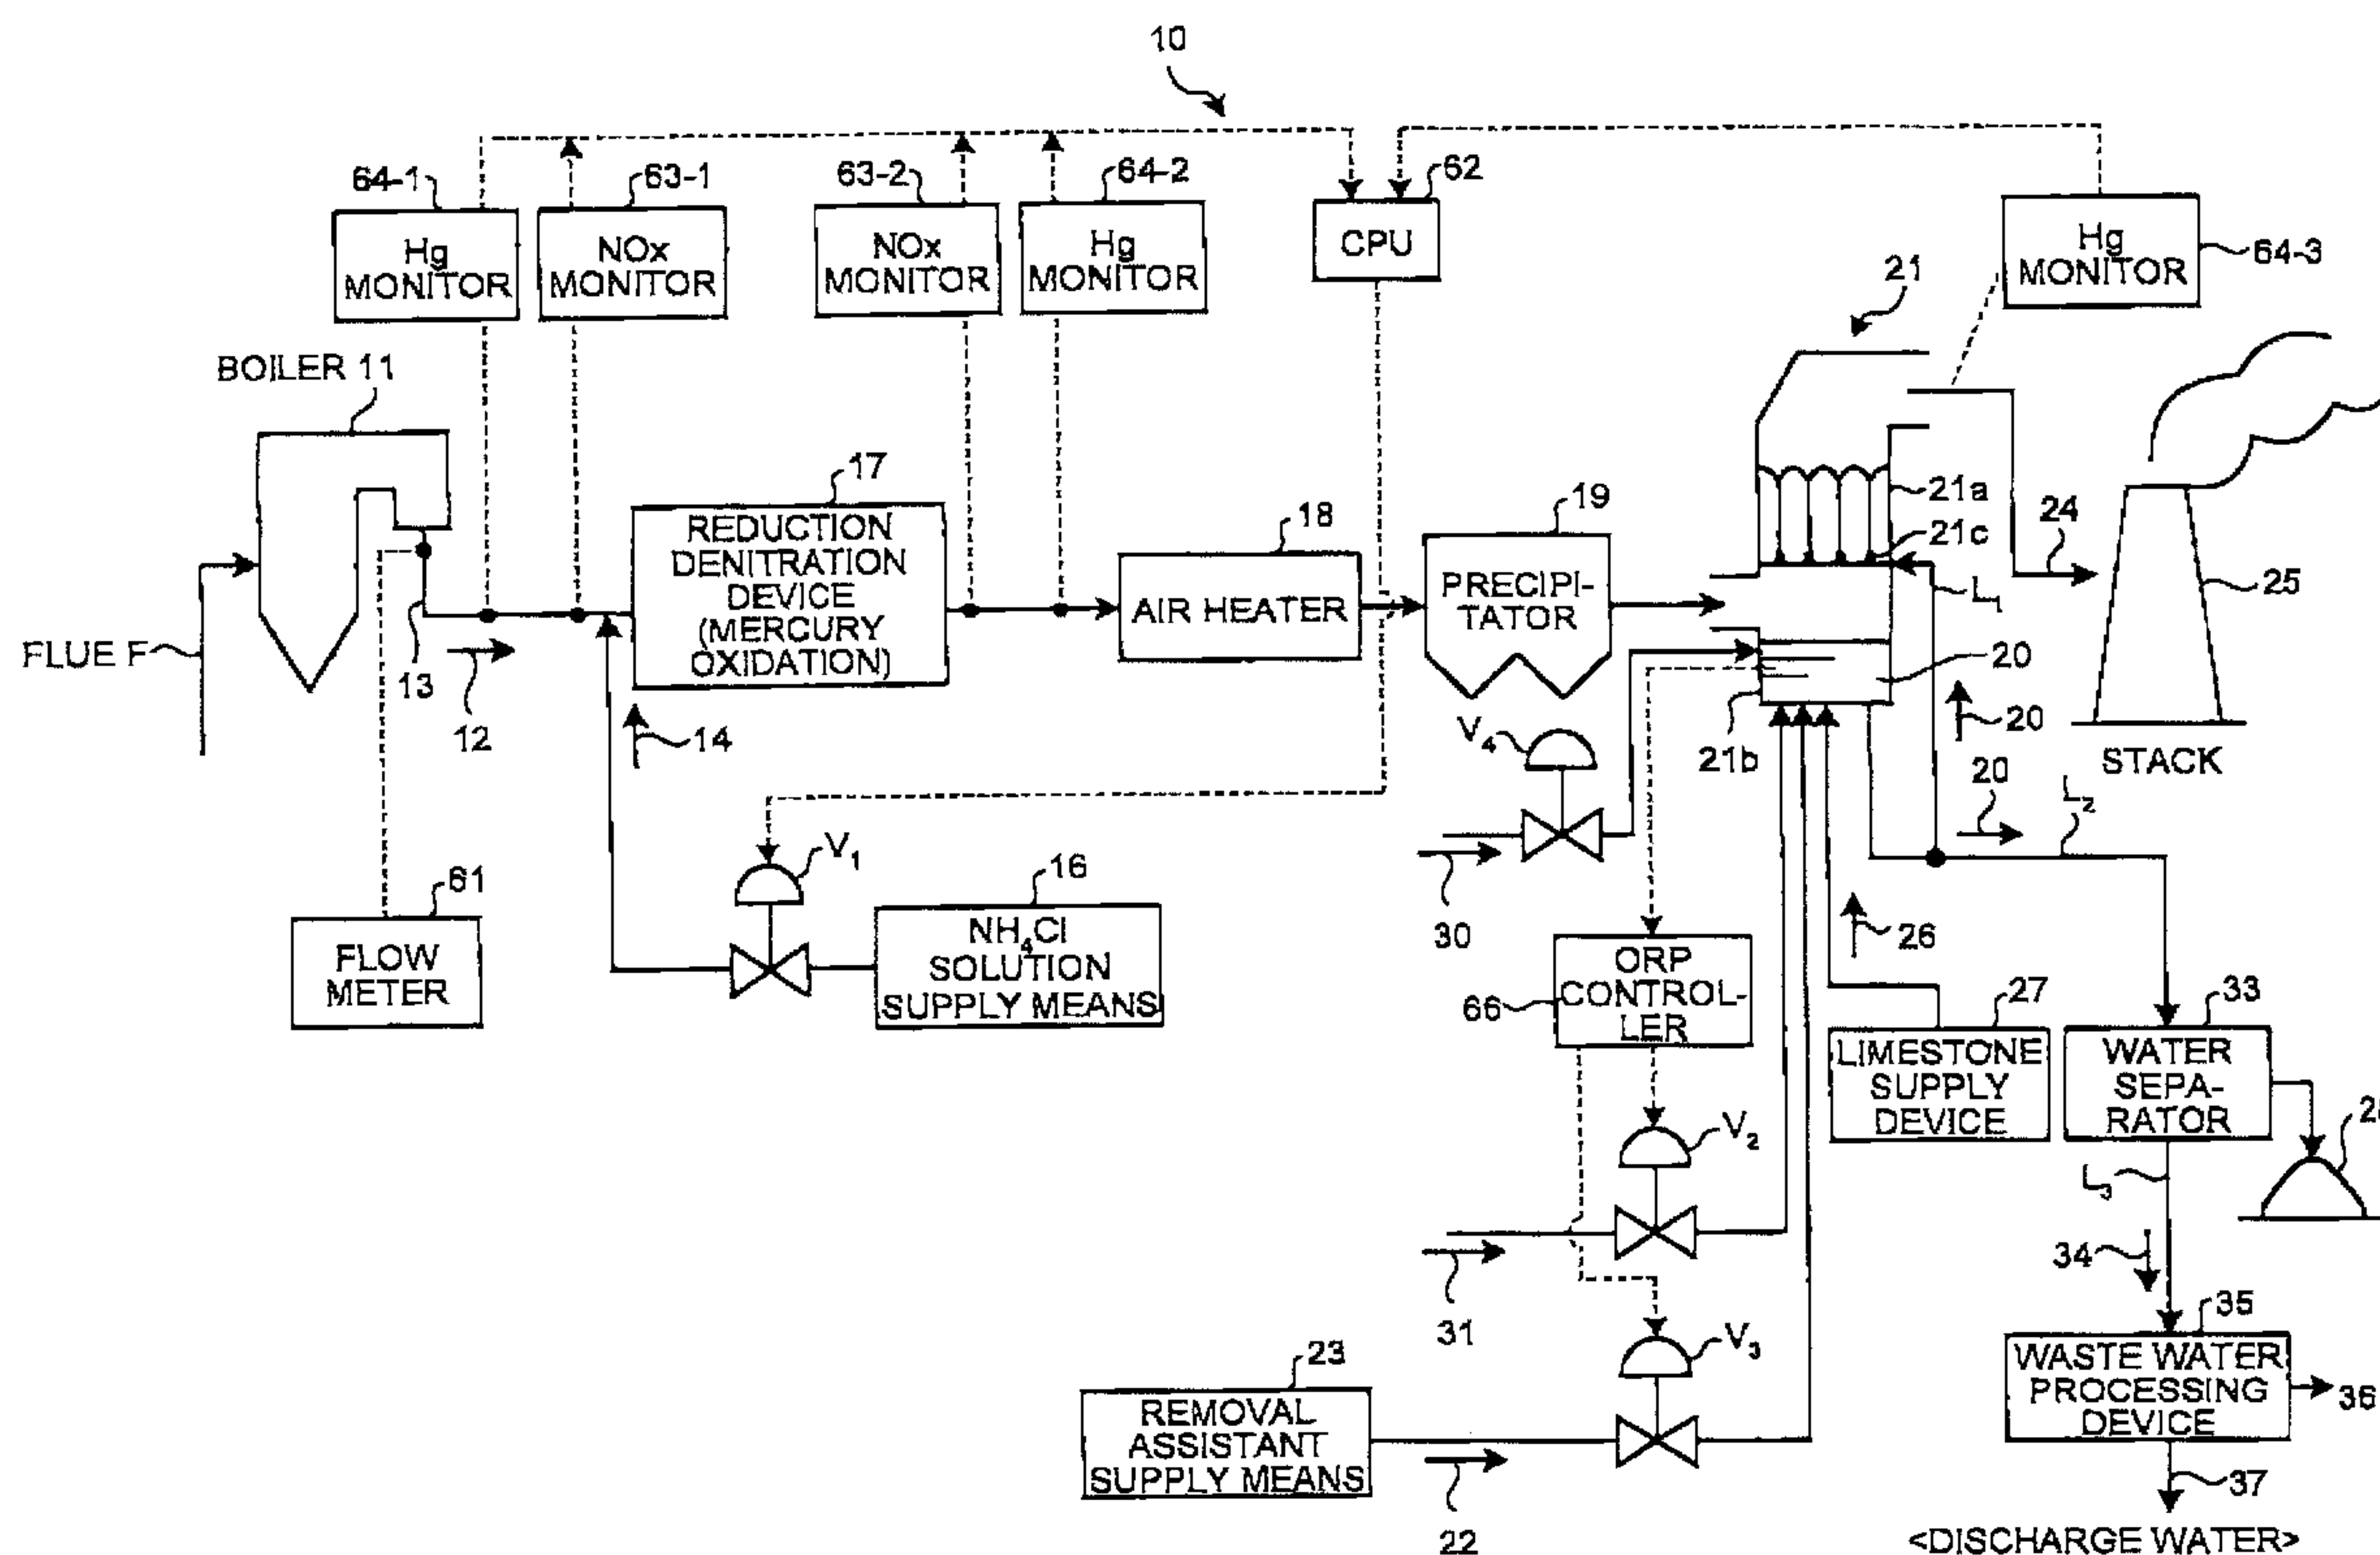 10
64-1
63-1
63-2
64-2
62
Hg
MONITOR
NOx
MONITOR
NOx
MONITOR
Hg
MONITOR
CPU
Hg
MONITOR
64-3
21
BOILER 11
17
REDUCTION
DENITRATION
DEVICE
(MERCURY
OXIDATION)
18
AIR HEATER
19
PRECIPI-
TATOR
21a
21c
24
25
L1
FLUE F
13
12
14
20
20
21b
V4
STACK
20
L2
V1
61
FLOW
METER
16
NH4Cl
SOLUTION
SUPPLY MEANS
30
26
ORP
CONTROL-
LER
66
27
LIMESTONE
SUPPLY
DEVICE
33
WATER
SEPA-
RATOR
V2
L3
31
34
V3
35
WASTE WATER
PROCESSING
DEVICE
36
23
REMOVAL
ASSISTANT
SUPPLY MEANS
22
37
<DISCHARGE WATER>